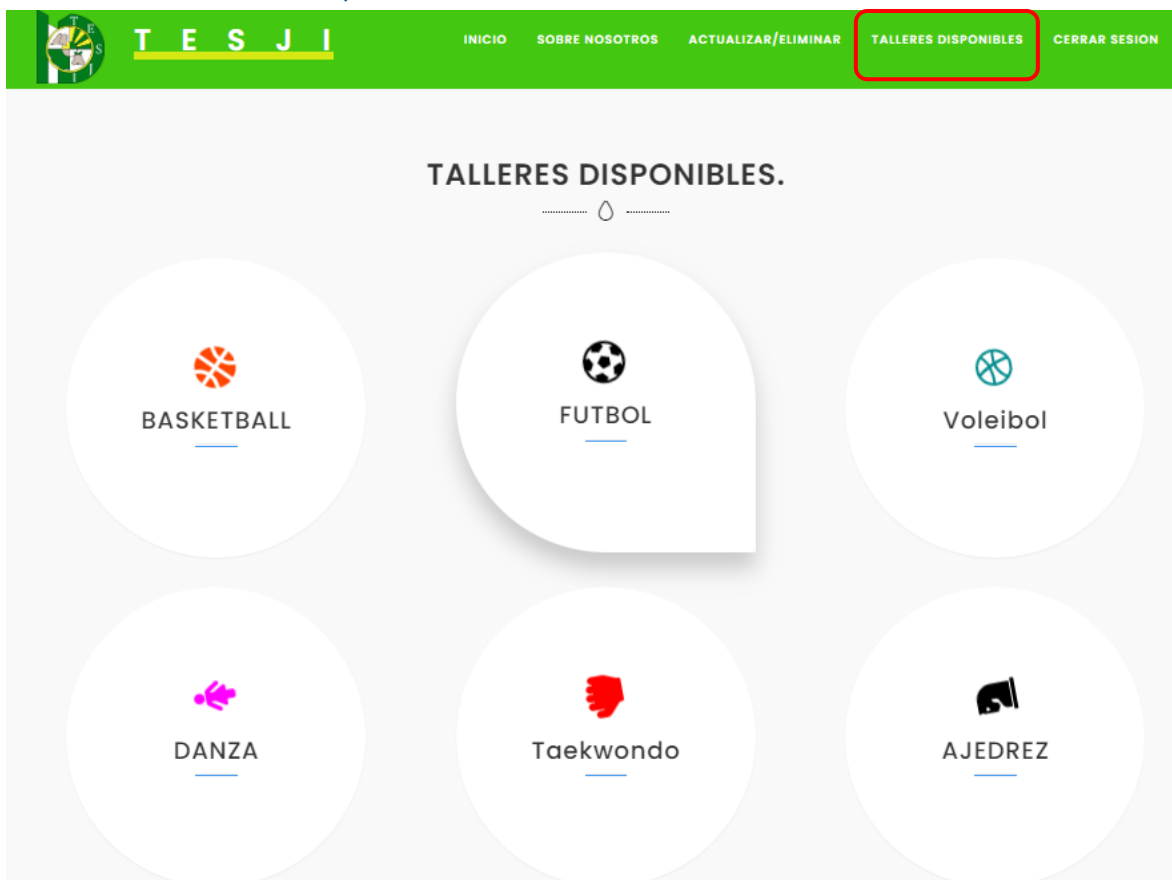 T E S J I
INICIO SOBRE NOSOTROS ACTUALIZAR/ELIMINAR TALLERES DISPONIBLES CERRAR SESION
TALLERES DISPONIBLES.
BASKETBALL
FUTBOL
Voleibol
DANZA
Taekwondo
AJEDREZ